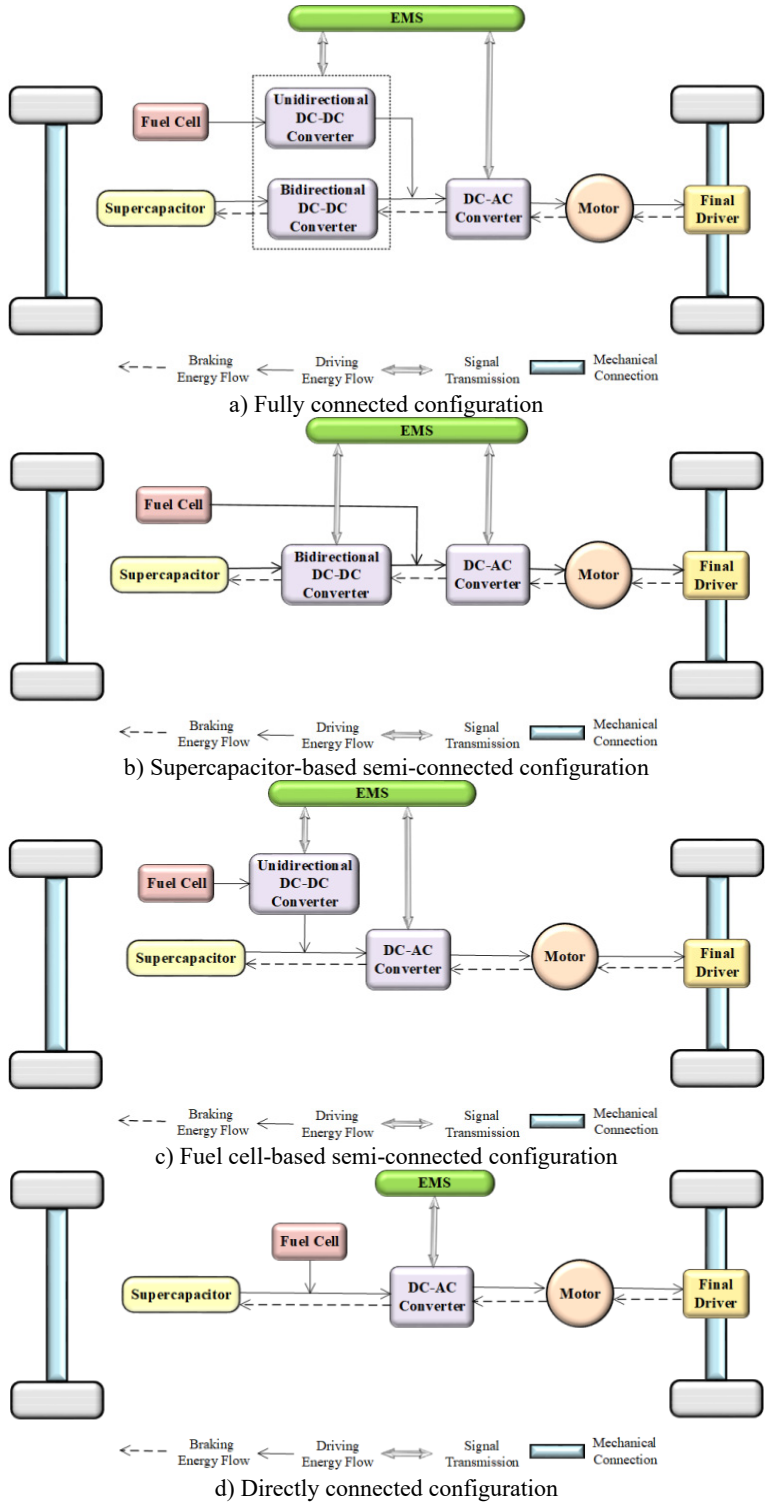 EMS
Unidirectional
DC-DC
Converter
Fuel Cell
Supercapacitor
Bidirectional
DC-DC
Converter
DC-AC
Converter
Motor
Final
Driver
Braking
Energy Flow
Driving
Energy Flow
Signal
Transmission
Mechanical
Connection
a) Fully connected configuration
EMS
Fuel Cell
Supercapacitor
Bidirectional
DC-DC
Converter
DC-AC
Converter
Motor
Final
Driver
Braking
Energy Flow
Driving
Energy Flow
Signal
Transmission
Mechanical
Connection
b) Supercapacitor-based semi-connected configuration
EMS
Unidirectional
DC-DC
Converter
Fuel Cell
Supercapacitor
DC-AC
Converter
Motor
Final
Driver
Braking
Energy Flow
Driving
Energy Flow
Signal
Transmission
Mechanical
Connection
c) Fuel cell-based semi-connected configuration
EMS
Fuel Cell
Supercapacitor
DC-AC
Converter
Motor
Final
Driver
Braking
Energy Flow
Driving
Energy Flow
Signal
Transmission
Mechanical
Connection
d) Directly connected configuration